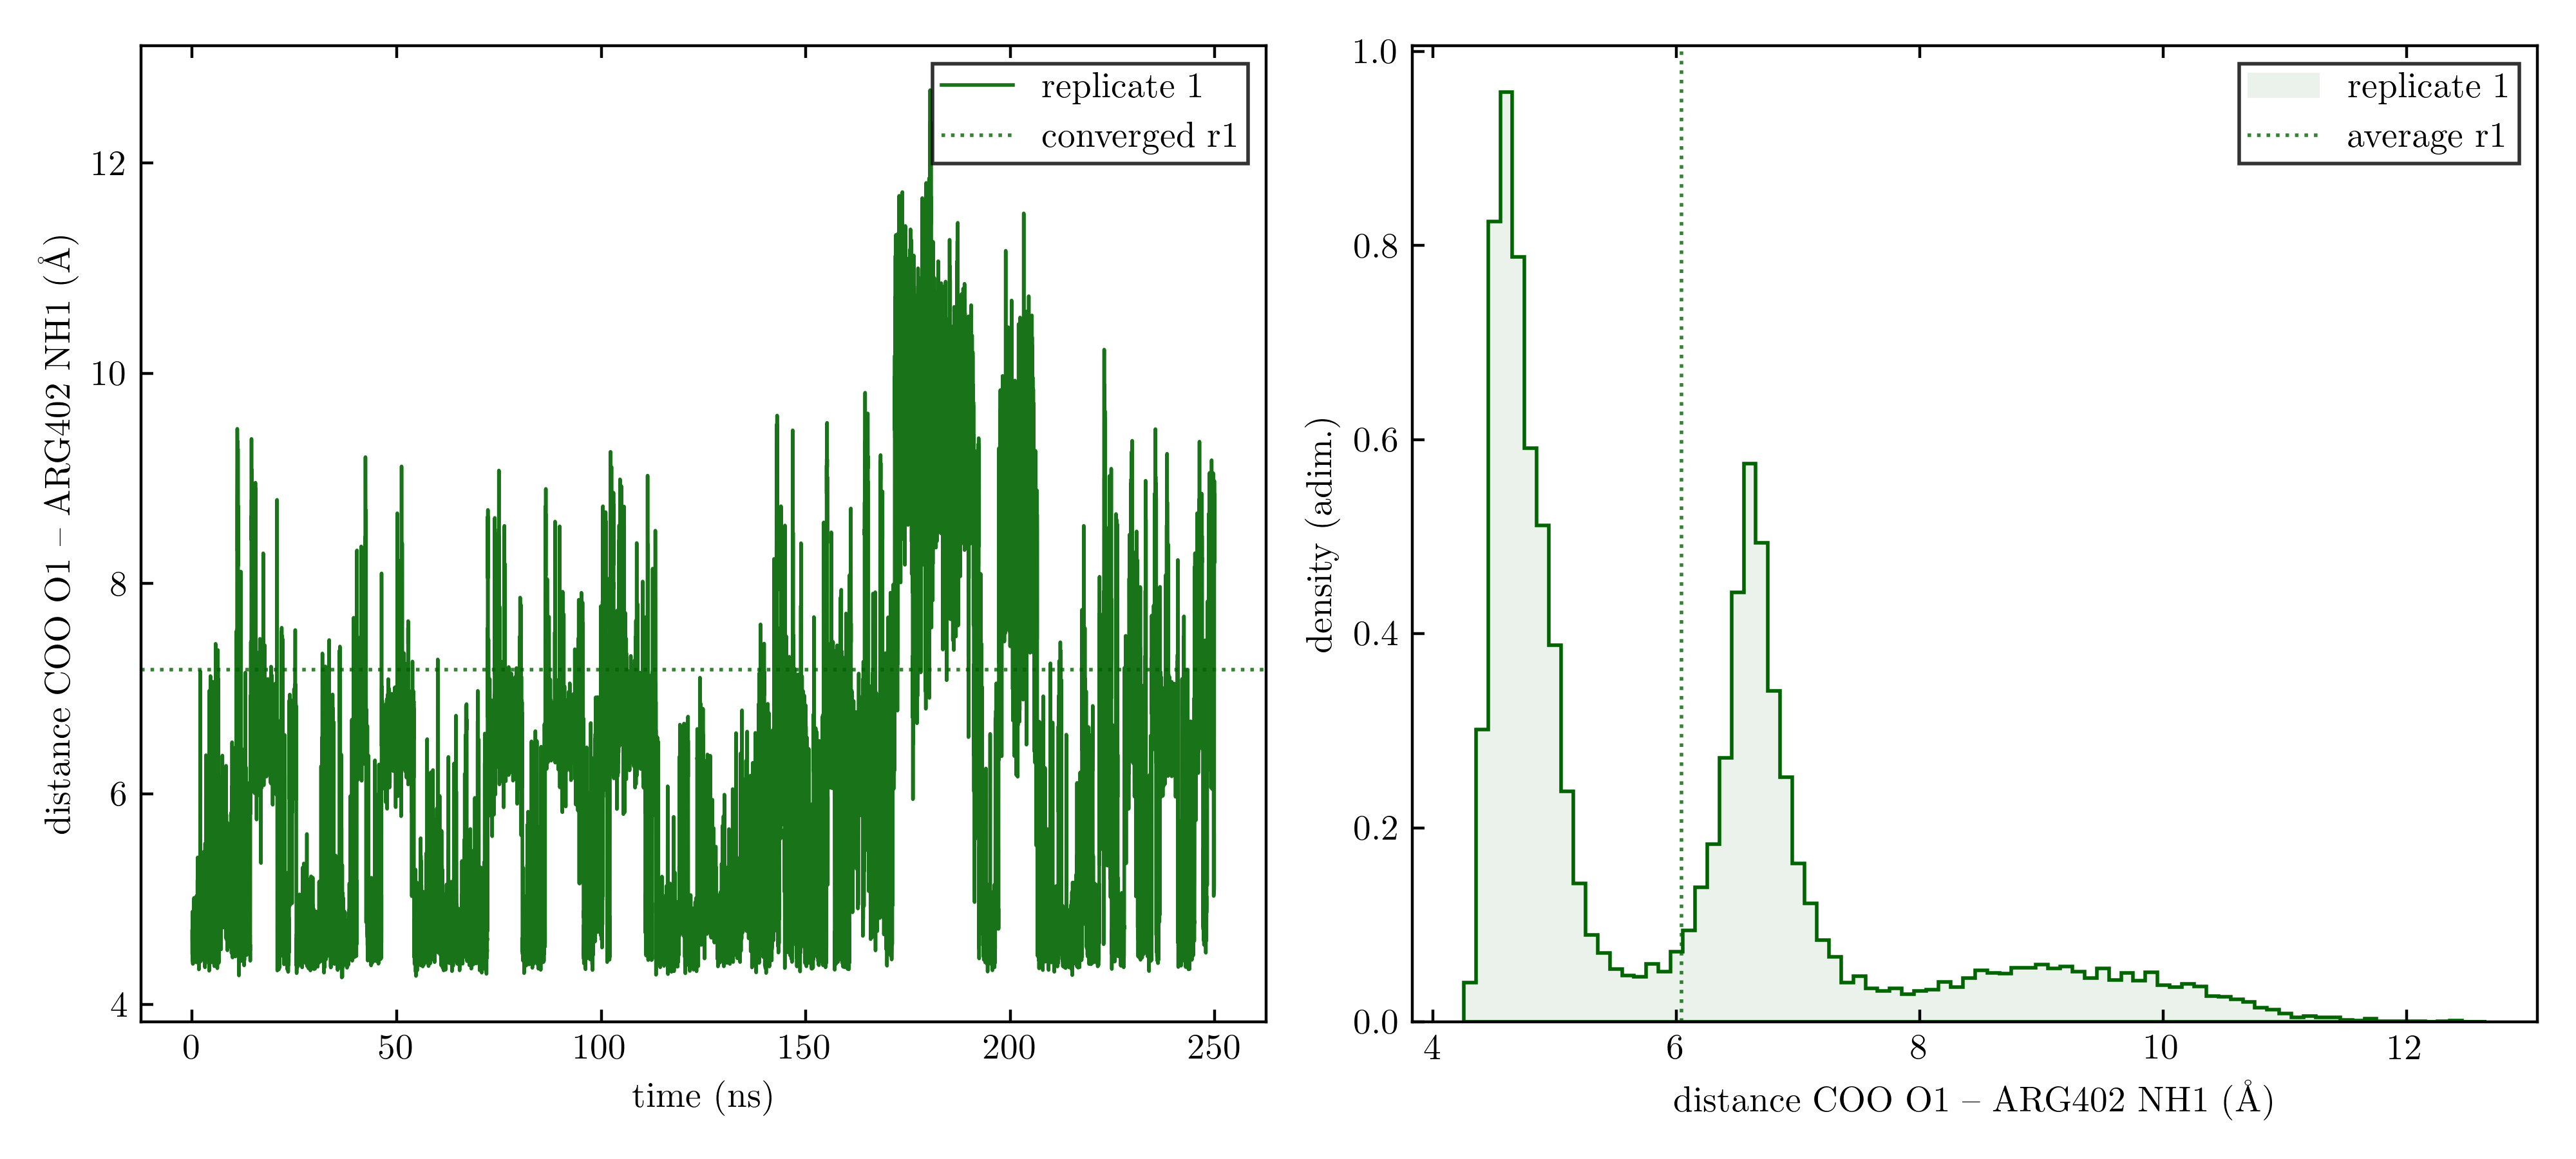 replicate 1
converged r1
12
10
8
6
4
0 50 100 150 200 250
time (ns)
distance COO O1 – ARG402 NH1 (Å)
replicate 1
average r1
1.0
0.8
0.6
0.4
0.2
0.0
4 6 8 10 12
distance COO O1 – ARG402 NH1 (Å)
density (adim.)